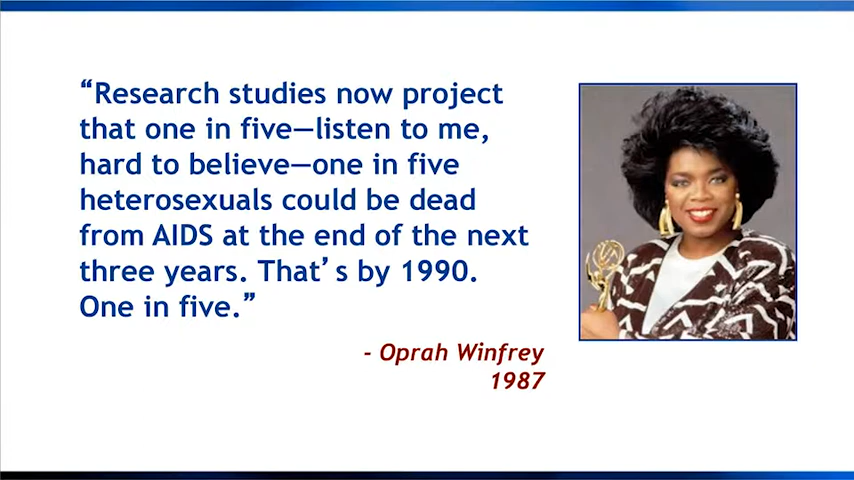 “Research studies now project
that one in five—listen to me,
hard to believe—one in five
heterosexuals could be dead
from AIDS at the end of the next
three years. That’s by 1990.
One in five.”
- Oprah Winfrey
1987